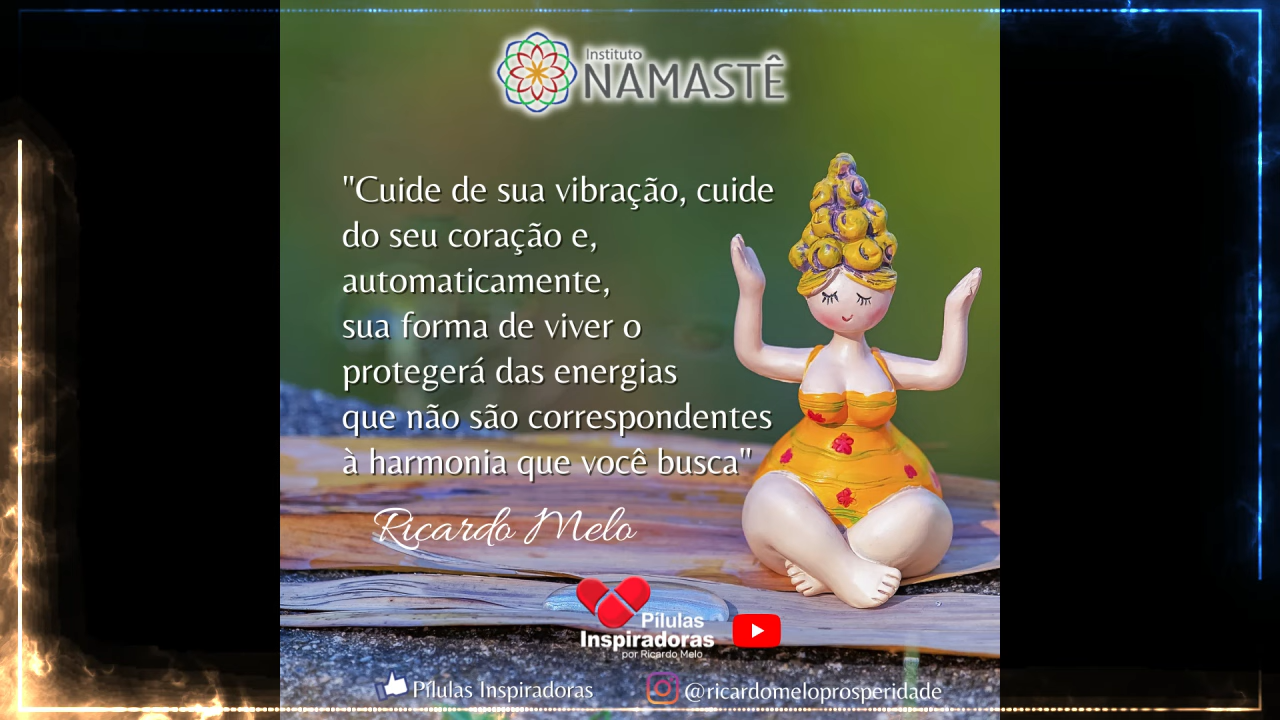 Instituto
NAMASTÊ
"Cuide de sua vibração, cuide
do seu coração e,
automaticamente,
sua forma de viver o
protegerá das energias
que não são correspondentes
à harmonia que você busca"
Ricardo Melo
Pílulas
Inspiradoras
por Ricardo Melo
Pílulas Inspiradoras
@ricardomeloprosperidade